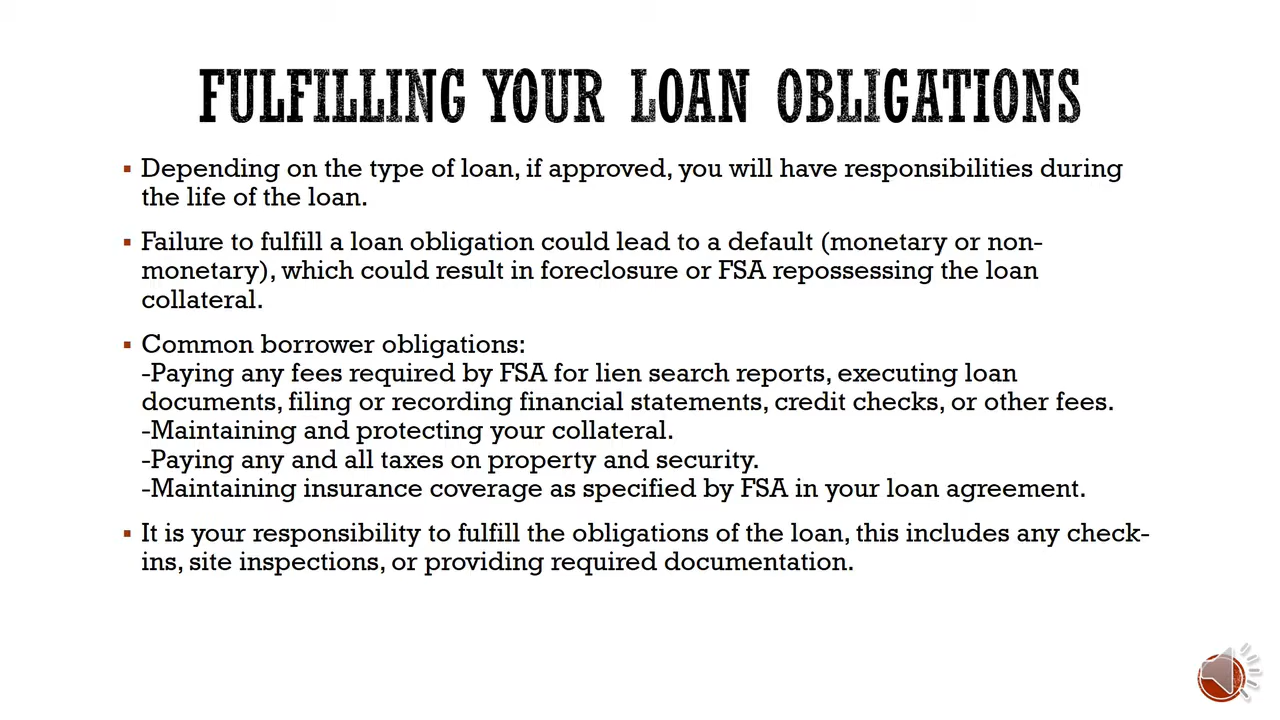 FULFILLING YOUR LOAN OBLIGATIONS
▪ Depending on the type of loan, if approved, you will have responsibilities during
the life of the loan.
▪ Failure to fulfill a loan obligation could lead to a default (monetary or non-
monetary), which could result in foreclosure or FSA repossessing the loan
collateral.
▪ Common borrower obligations:
-Paying any fees required by FSA for lien search reports, executing loan
documents, filing or recording financial statements, credit checks, or other fees.
-Maintaining and protecting your collateral.
-Paying any and all taxes on property and security.
-Maintaining insurance coverage as specified by FSA in your loan agreement.
▪ It is your responsibility to fulfill the obligations of the loan, this includes any check-
ins, site inspections, or providing required documentation.